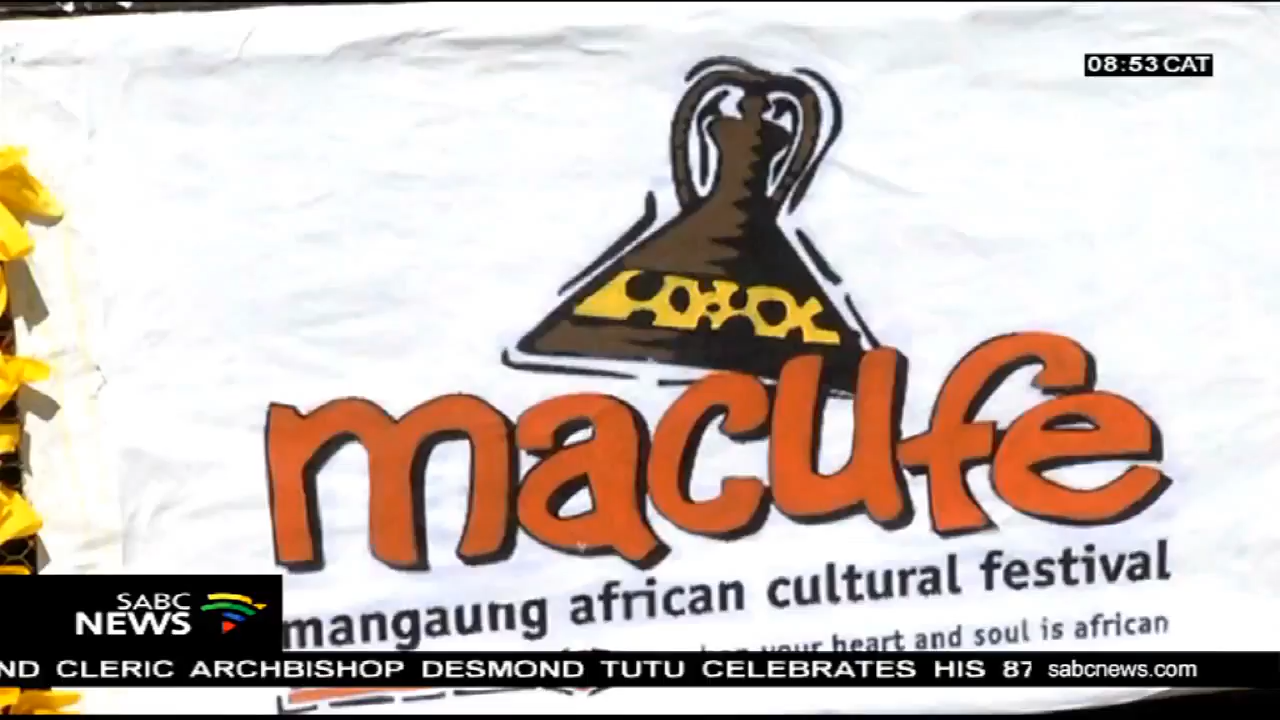 08:53 CAT
macufe
mangaung african cultural festival
your heart and soul is african
SABC
NEWS
ND CLERIC ARCHBISHOP DESMOND TUTU CELEBRATES HIS 87 sabcnews.com